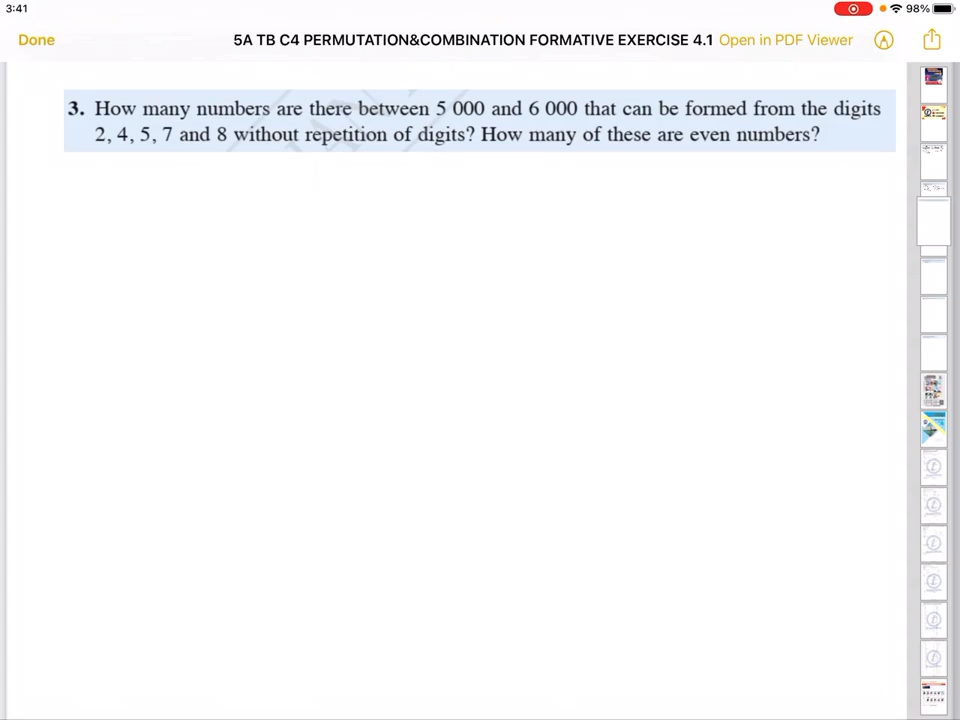 3:41
98%
Done
5A TB C4 PERMUTATION&COMBINATION FORMATIVE EXERCISE 4.1
Open in PDF Viewer
3. How many numbers are there between 5 000 and 6 000 that can be formed from the digits
2, 4, 5, 7 and 8 without repetition of digits? How many of these are even numbers?